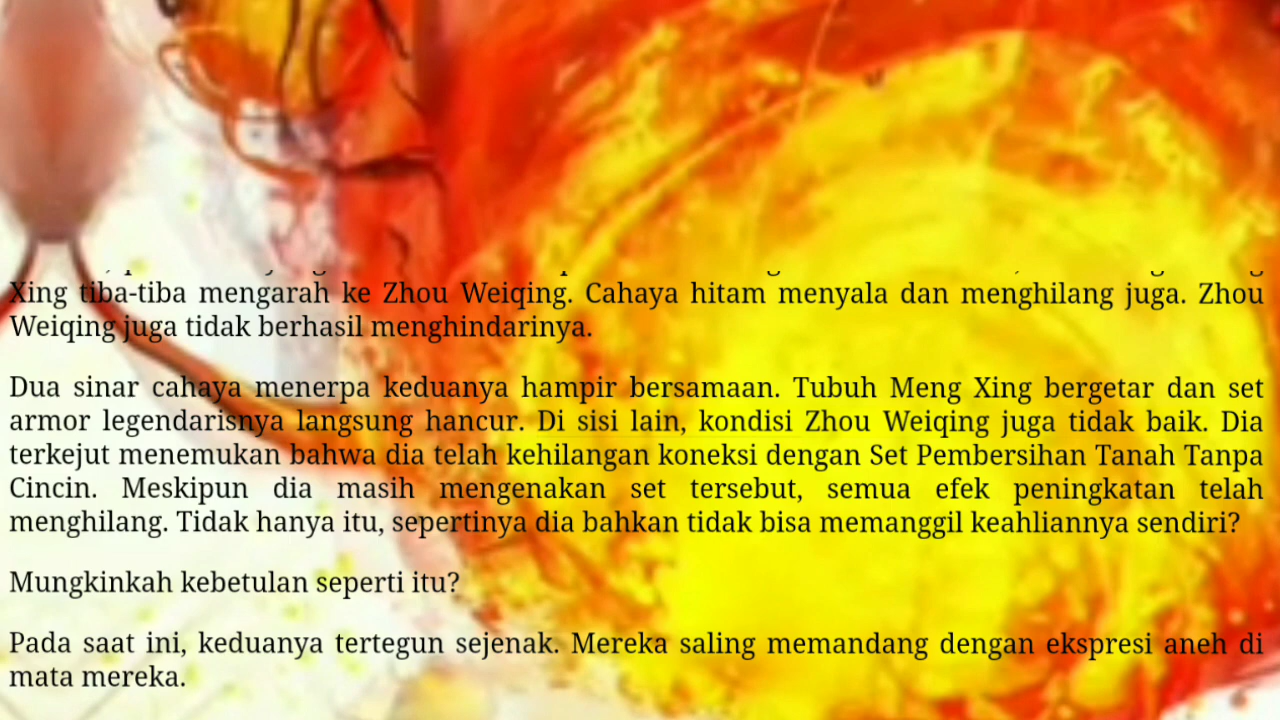 Xing tiba-tiba mengarah ke Zhou Weiqing. Cahaya hitam menyala dan menghilang juga. Zhou
Weiqing juga tidak berhasil menghindarinya.
Dua sinar cahaya menerpa keduanya hampir bersamaan. Tubuh Meng Xing bergetar dan set
armor legendarisnya langsung hancur. Di sisi lain, kondisi Zhou Weiqing juga tidak baik. Dia
terkejut menemukan bahwa dia telah kehilangan koneksi dengan Set Pembersihan Tanah Tanpa
Cincin. Meskipun dia masih mengenakan set tersebut, semua efek peningkatan telah
menghilang. Tidak hanya itu, sepertinya dia bahkan tidak bisa memanggil keahliannya sendiri?
Mungkinkah kebetulan seperti itu?
Pada saat ini, keduanya tertegun sejenak. Mereka saling memandang dengan ekspresi aneh di
mata mereka.